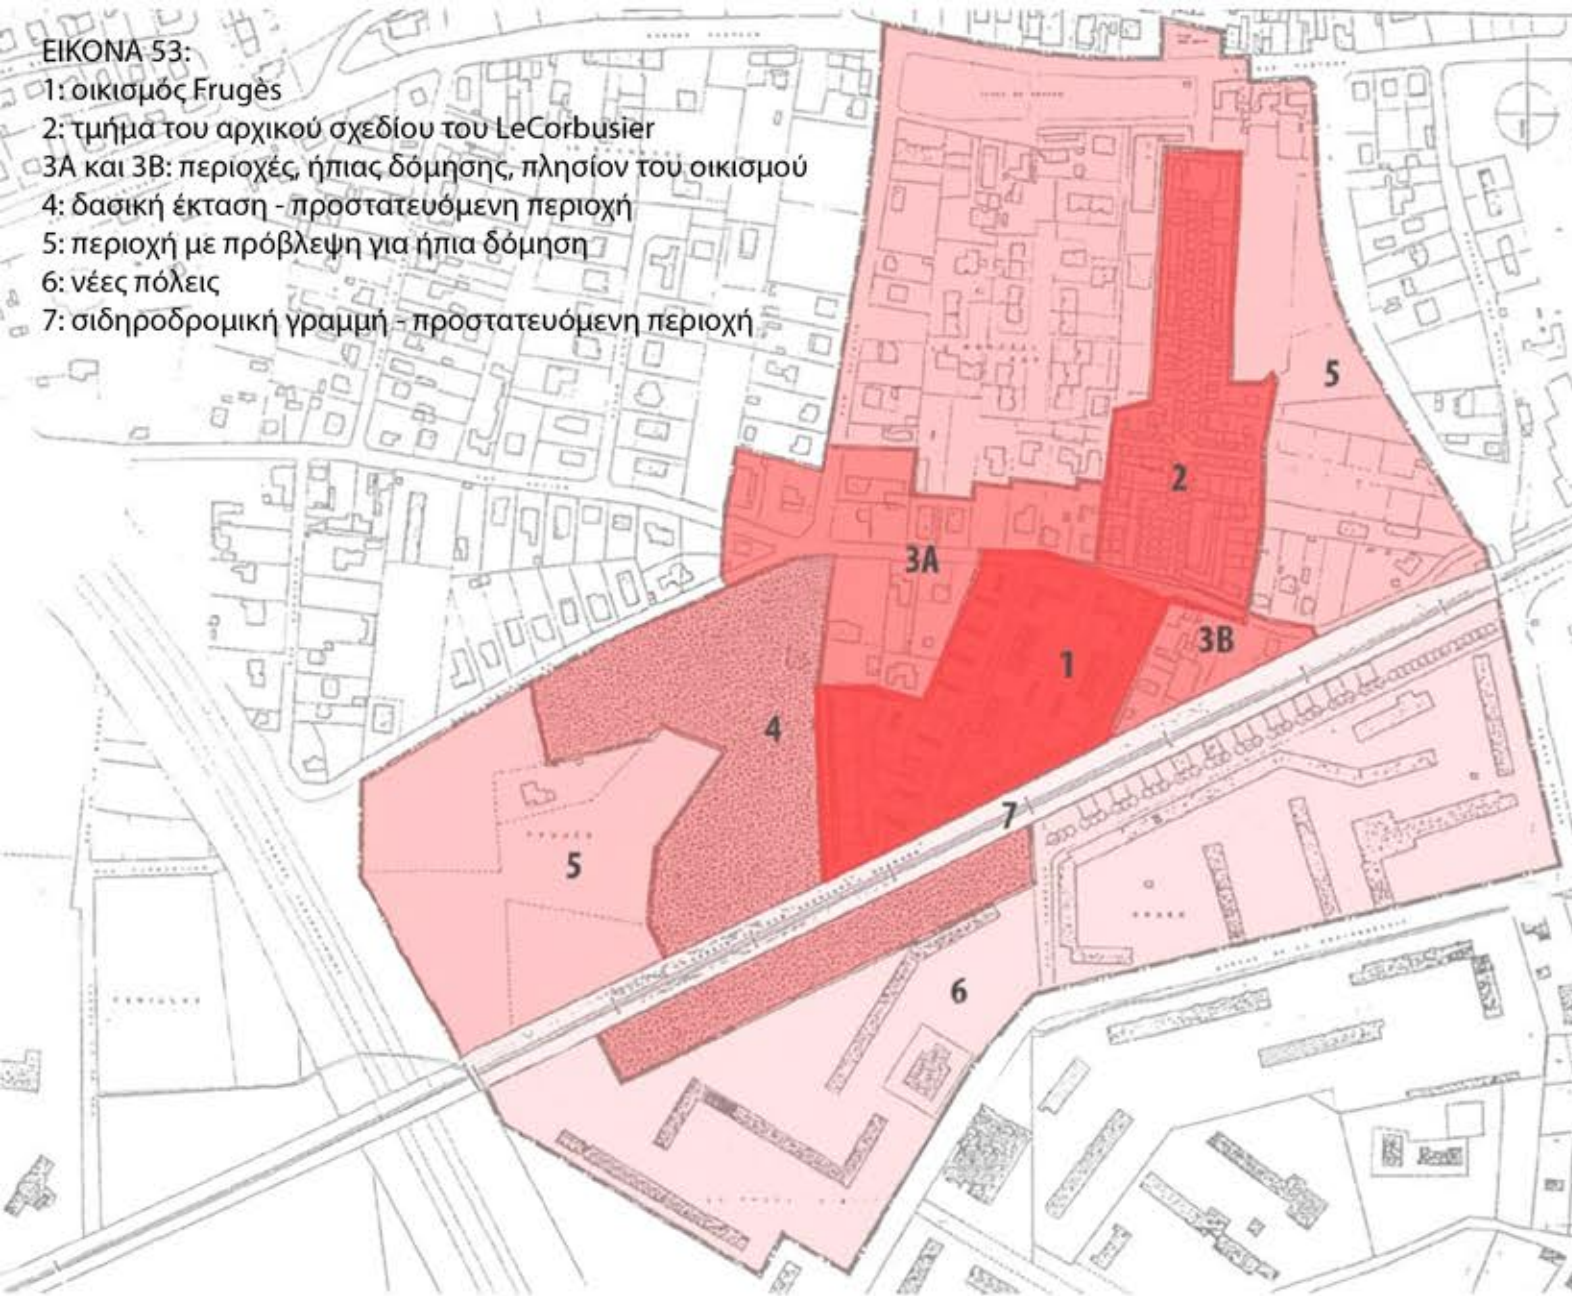 ΕΙΚΟΝΑ 53:
1: οικισμός Frugès
2: τμήμα του αρχικού σχεδίου του LeCorbusier
3Α και 3Β: περιοχές, ήπιας δόμησης, πλησίον του οικισμού
4: δασική έκταση - προστατευόμενη περιοχή
5: περιοχή με πρόβλεψη για ήπια δόμηση
6: νέες πόλεις
7: σιδηροδρομική γραμμή - προστατευόμενη περιοχή
5
2
3A
3B
1
4
7
5
6